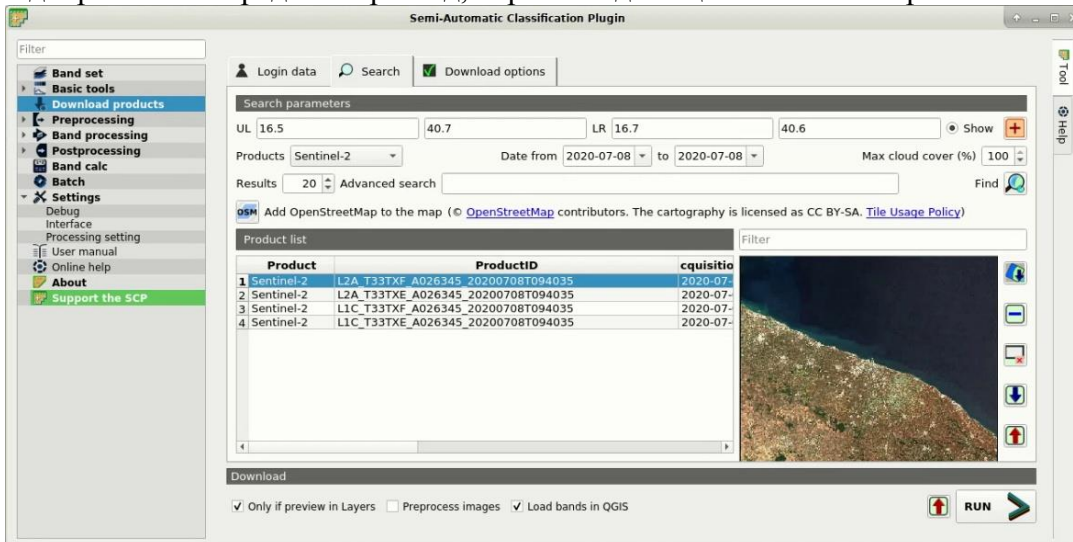 Semi-Automatic Classification Plugin
Filter
Band set
Basic tools
Download products
Preprocessing
Band processing
Postprocessing
Band calc
Batch
Settings
Debug
Interface
Processing setting
User manual
Online help
About
Support the SCP
Login data Search Download options
Search parameters
UL 16.5 40.7 LR 16.7 40.6 Show
Products Sentinel-2 Date from 2020-07-08 to 2020-07-08 Max cloud cover (%) 100
Results 20 Advanced search Find
OSM Add OpenStreetMap to the map (© OpenStreetMap contributors. The cartography is licensed as CC BY-SA. Tile Usage Policy)
Product list Filter
Product ProductID cquisitio
1 Sentinel-2 L2A_T33TXF_A026345_20200708T094035 2020-07-
2 Sentinel-2 L2A_T33TXE_A026345_20200708T094035 2020-07-
3 Sentinel-2 L1C_T33TXF_A026345_20200708T094035 2020-07-
4 Sentinel-2 L1C_T33TXE_A026345_20200708T094035 2020-07-
Download
Only if preview in Layers Preprocess images Load bands in QGIS RUN
Tool
Help